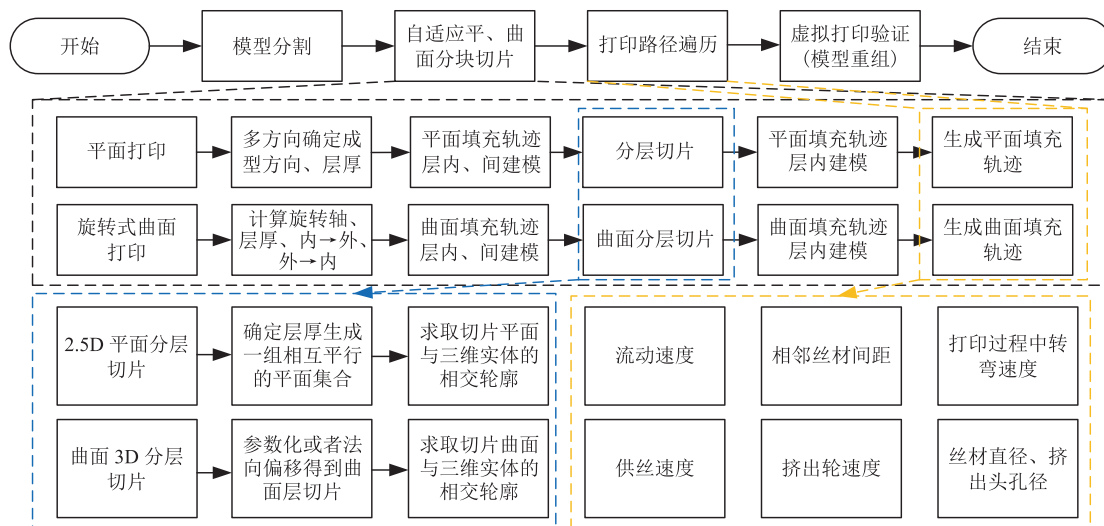 开始
模型分割
自适应平、曲
面分块切片
打印路径遍历
虚拟打印验证
(模型重组)
结束
平面打印
多方向确定成
型方向、层厚
平面填充轨迹
层内、间建模
分层切片
平面填充轨迹
层内建模
生成平面填充
轨迹
旋转式曲面
打印
计算旋转轴、
层厚、内→外、
外→内
曲面填充轨迹
层内、间建模
曲面分层切片
曲面填充轨迹
层内建模
生成曲面填充
轨迹
2.5D 平面分层
切片
确定层厚生成
一组相互平行
的平面集合
求取切片平面
与三维实体的
相交轮廓
流动速度
相邻丝材间距
打印过程中转
弯速度
曲面 3D 分层
切片
参数化或者法
向偏移得到曲
面层切片
求取切片曲面
与三维实体的
相交轮廓
供丝速度
挤出轮速度
丝材直径、挤
出头孔径